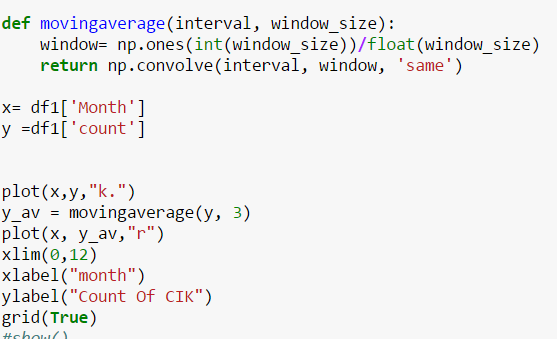 def movingaverage(interval, window_size):
    window= np.ones(int(window_size))/float(window_size)
    return np.convolve(interval, window, 'same')
x= df1['Month']
y =df1['count']
plot(x,y,"k.")
y_av = movingaverage(y, 3)
plot(x, y_av,"r")
xlim(0,12)
xlabel("month")
ylabel("Count Of CIK")
grid(True)
#show()